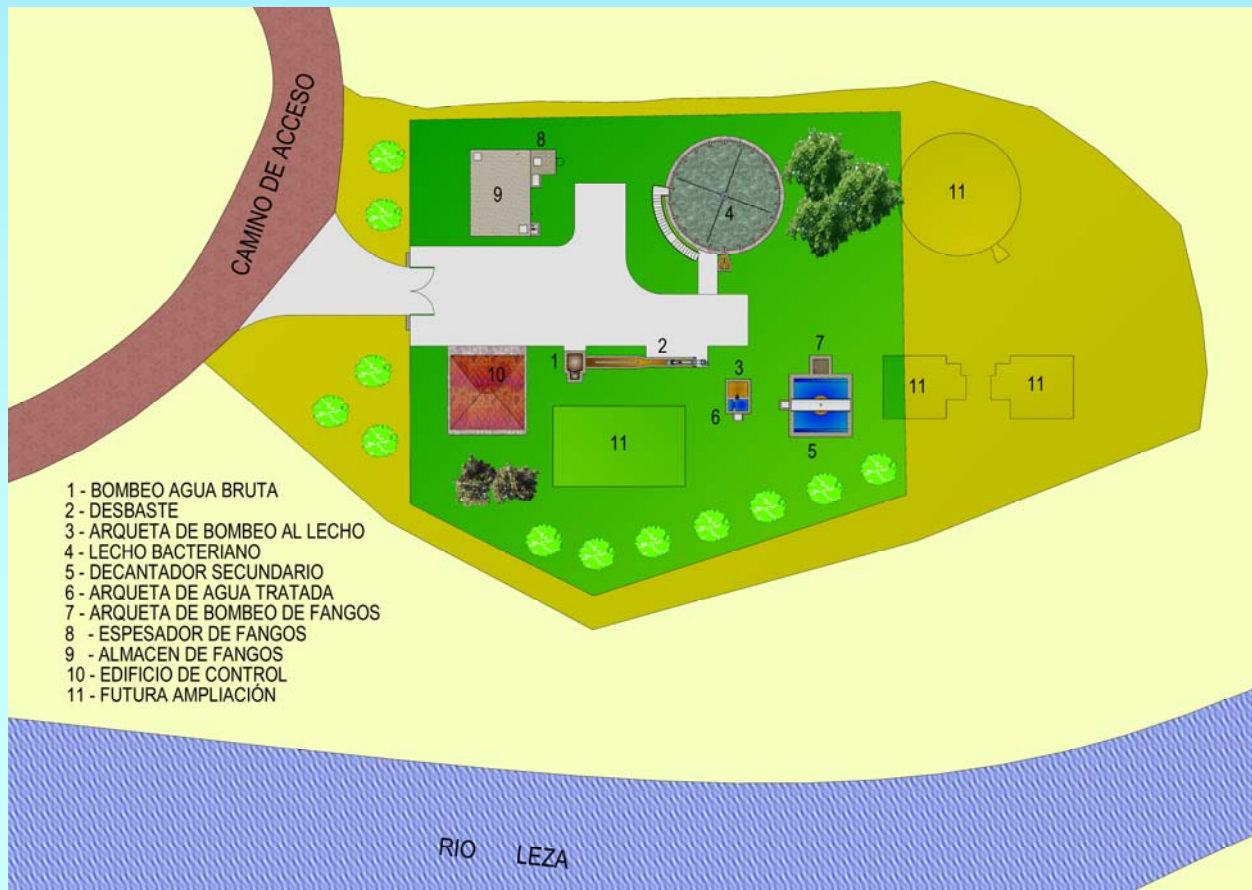 CAMINO DE ACCESO
8
9
4
11
1
2
7
10
3
11
11
6
11
5
1 - BOMBEO AGUA BRUTA
2 - DESBASTE
3 - ARQUETA DE BOMBEO AL LECHO
4 - LECHO BACTERIANO
5 - DECANTADOR SECUNDARIO
6 - ARQUETA DE AGUA TRATADA
7 - ARQUETA DE BOMBEO DE FANGOS
8 - ESPESADOR DE FANGOS
9 - ALMACEN DE FANGOS
10 - EDIFICIO DE CONTROL
11 - FUTURA AMPLIACIÓN
RIO LEZA